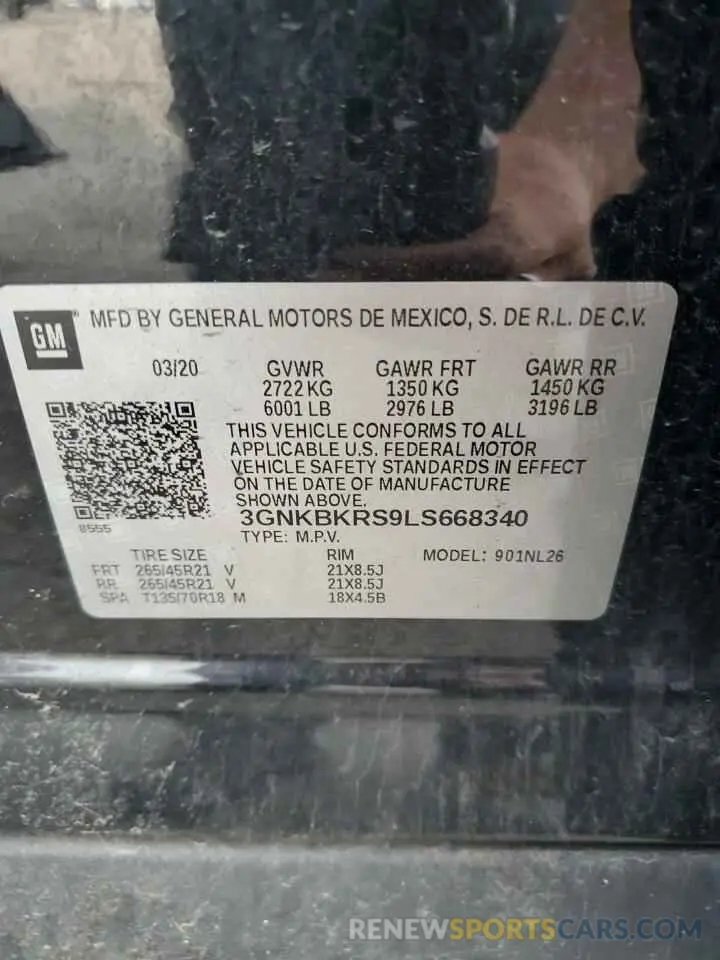 GM MFD BY GENERAL MOTORS DE MEXICO, S. DE R.L. DE C.V.
03/20 GVWR GAWR FRT GAWR RR
2722 KG 1350 KG 1450 KG
6001 LB 2976 LB 3196 LB
THIS VEHICLE CONFORMS TO ALL
APPLICABLE U.S. FEDERAL MOTOR
VEHICLE SAFETY STANDARDS IN EFFECT
ON THE DATE OF MANUFACTURE
SHOWN ABOVE.
3GNKBKRS9LS668340
0555 TYPE: M.P.V.
TIRE SIZE RIM MODEL: 901NL26
FRT 265/45R21 V 21X8.5J
RR 265/45R21 V 21X8.5J
SPA T135/70R18 M 18X4.5B
RENEWSPORTSCARS.COM